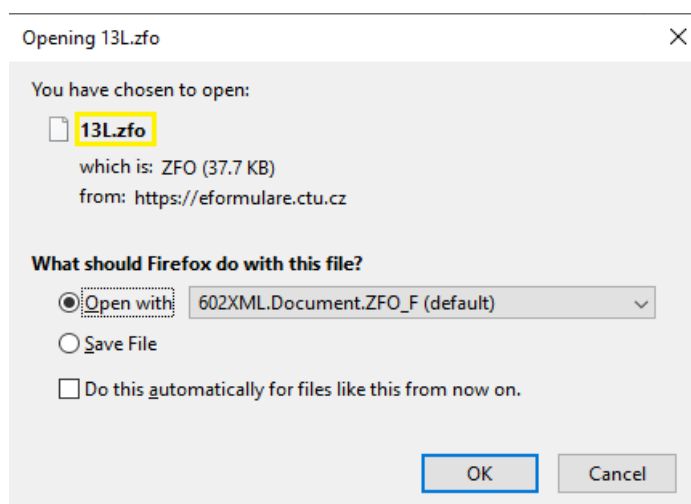 Opening 13L.zfo
You have chosen to open:
13L.zfo
which is: ZFO (37.7 KB)
from: https://eformulare.ctu.cz
What should Firefox do with this file?
Open with 602XML.Document.ZFO_F (default)
Save File
Do this automatically for files like this from now on.
OK Cancel